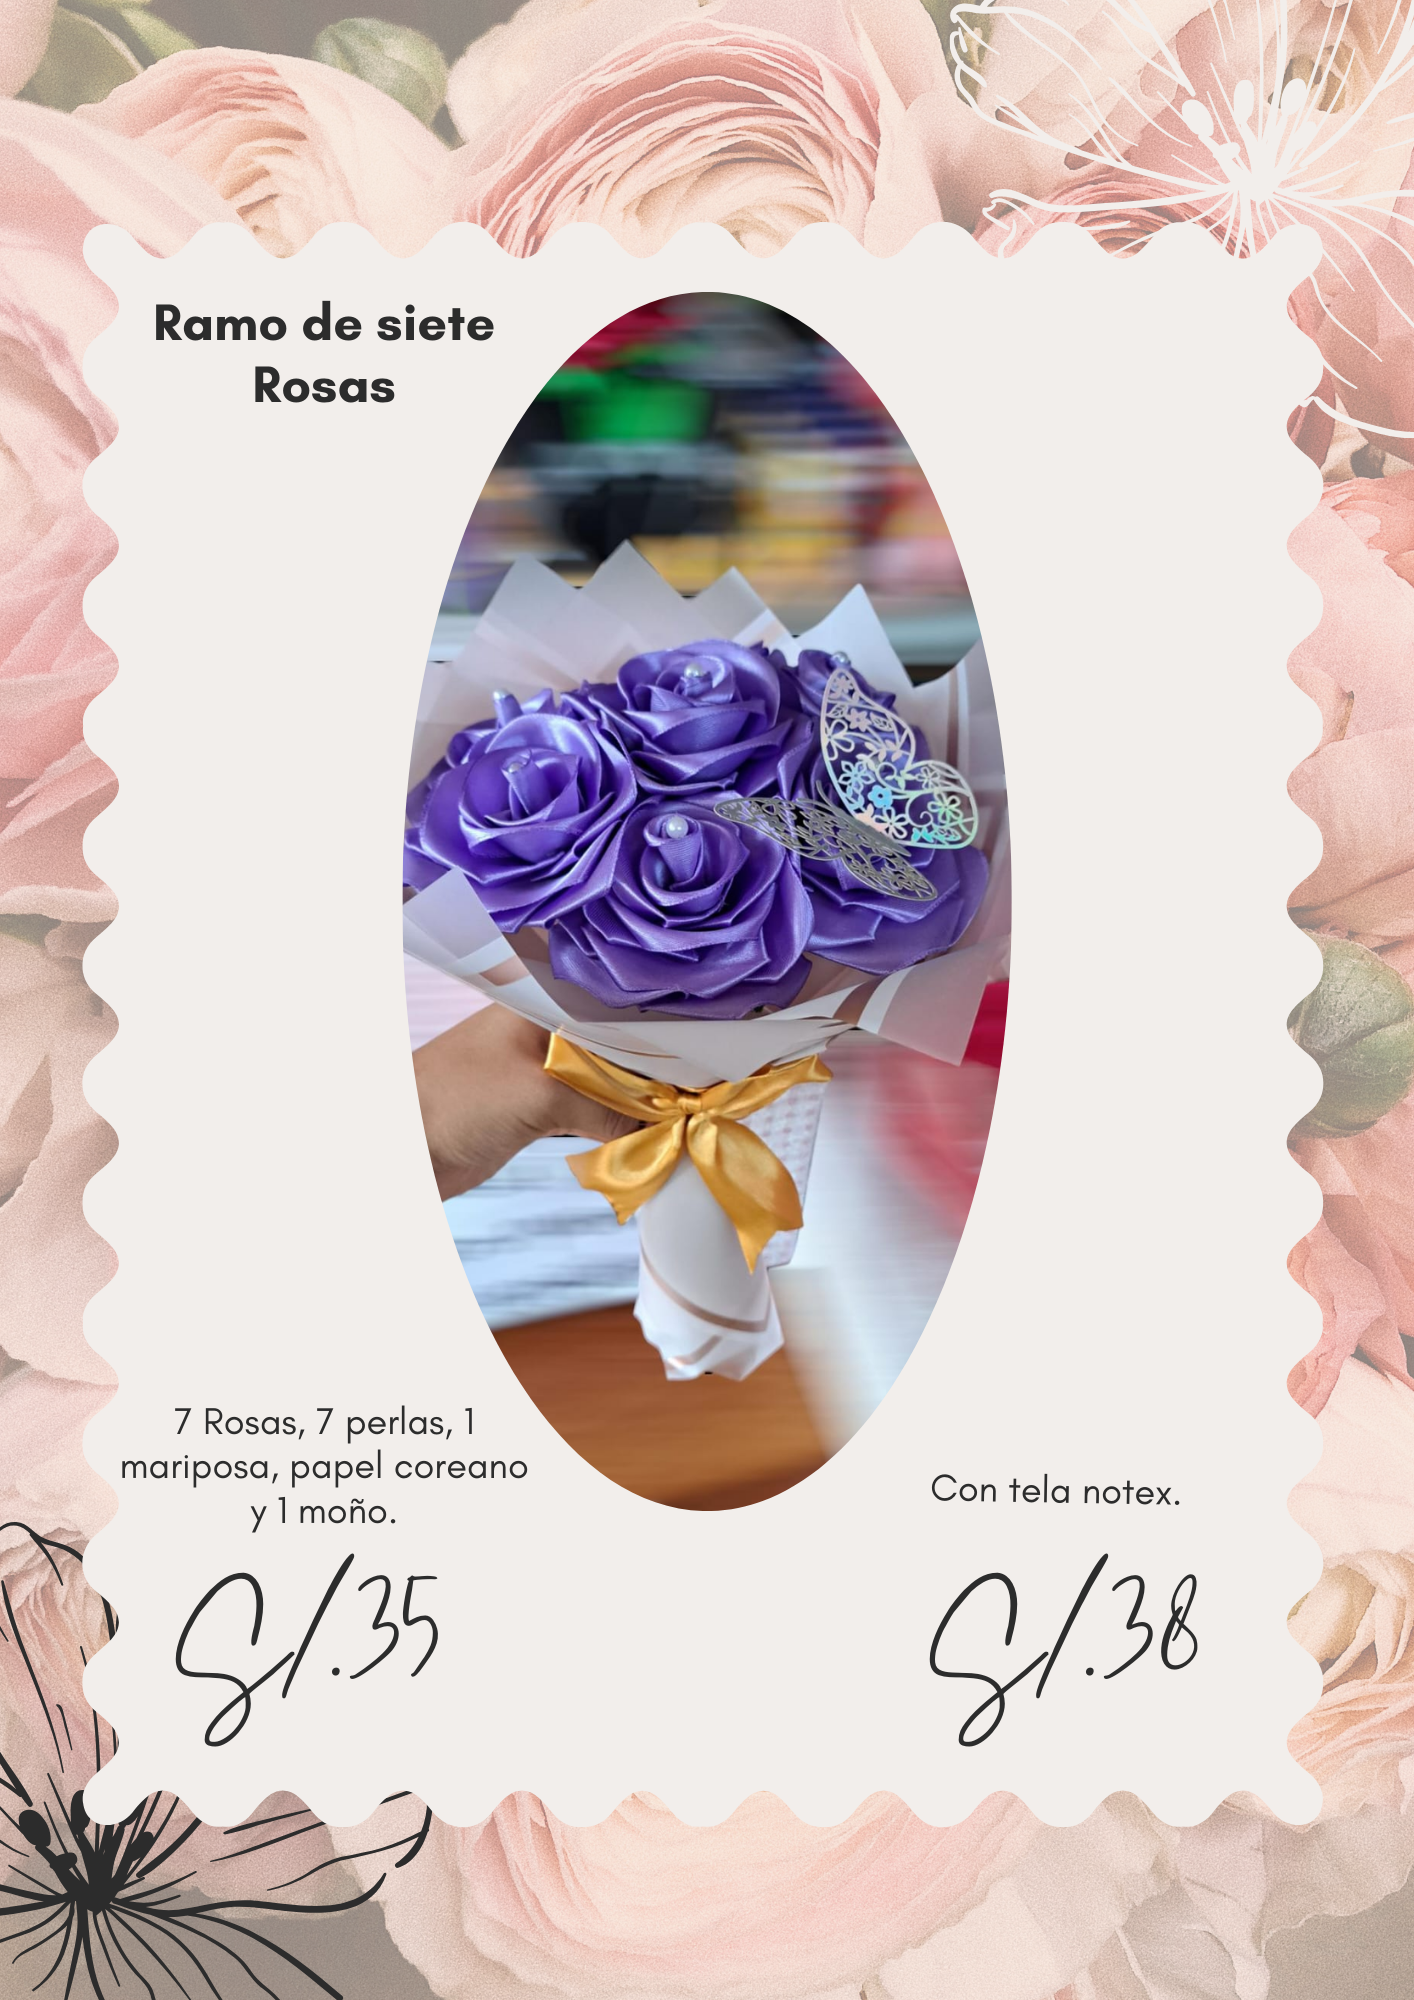 Ramo de siete
Rosas
7 Rosas, 7 perlas, 1
mariposa, papel coreano
y 1 moño.
S/.35
Con tela notex.
S/.38